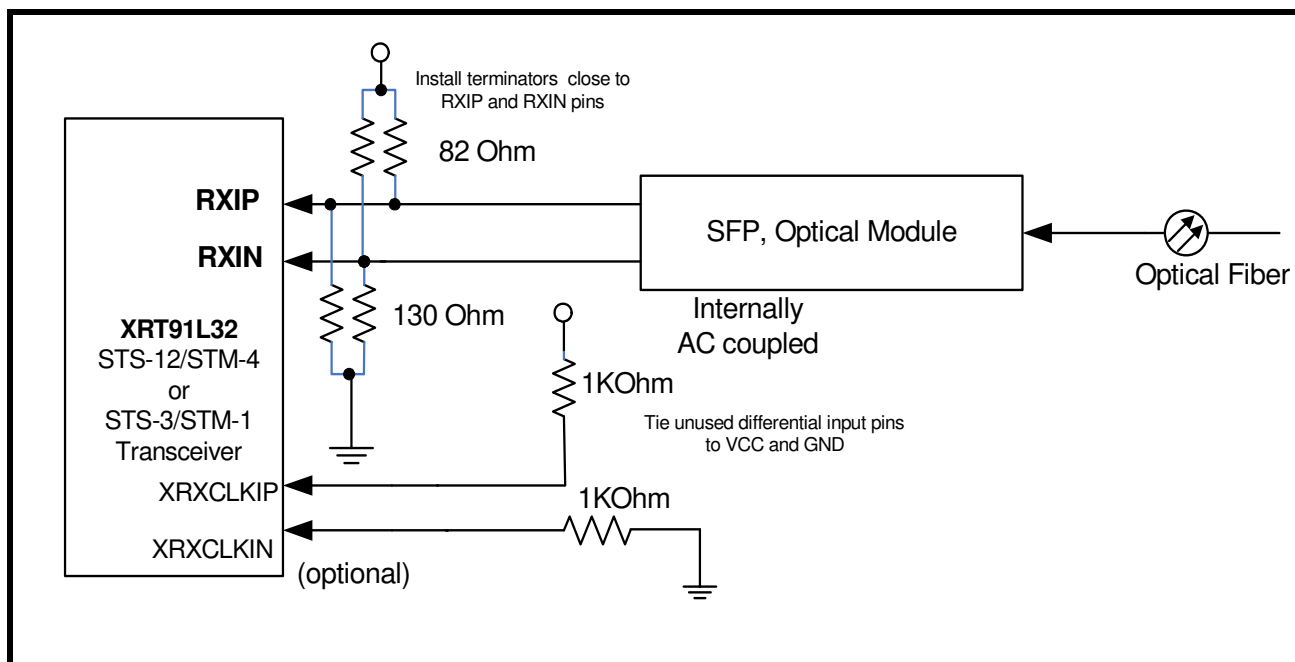 Install terminators close to
RXIP and RXIN pins
82 Ohm
RXIP
SFP, Optical Module
RXIN
Optical Fiber
130 Ohm
Internally
AC coupled
XRT91L32
STS-12/STM-4
or
STS-3/STM-1
Transceiver
1KOhm
Tie unused differential input pins
to VCC and GND
XRXCLKIP
1KOhm
XRXCLKIN
(optional)